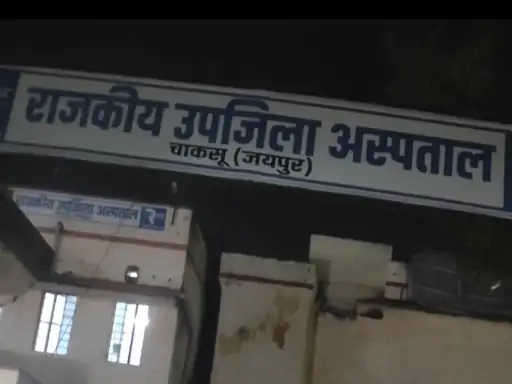 राजकीय उपजिला अस्पताल
चाकसू (जयपुर)
राजकीय उपजिला अस्पताल